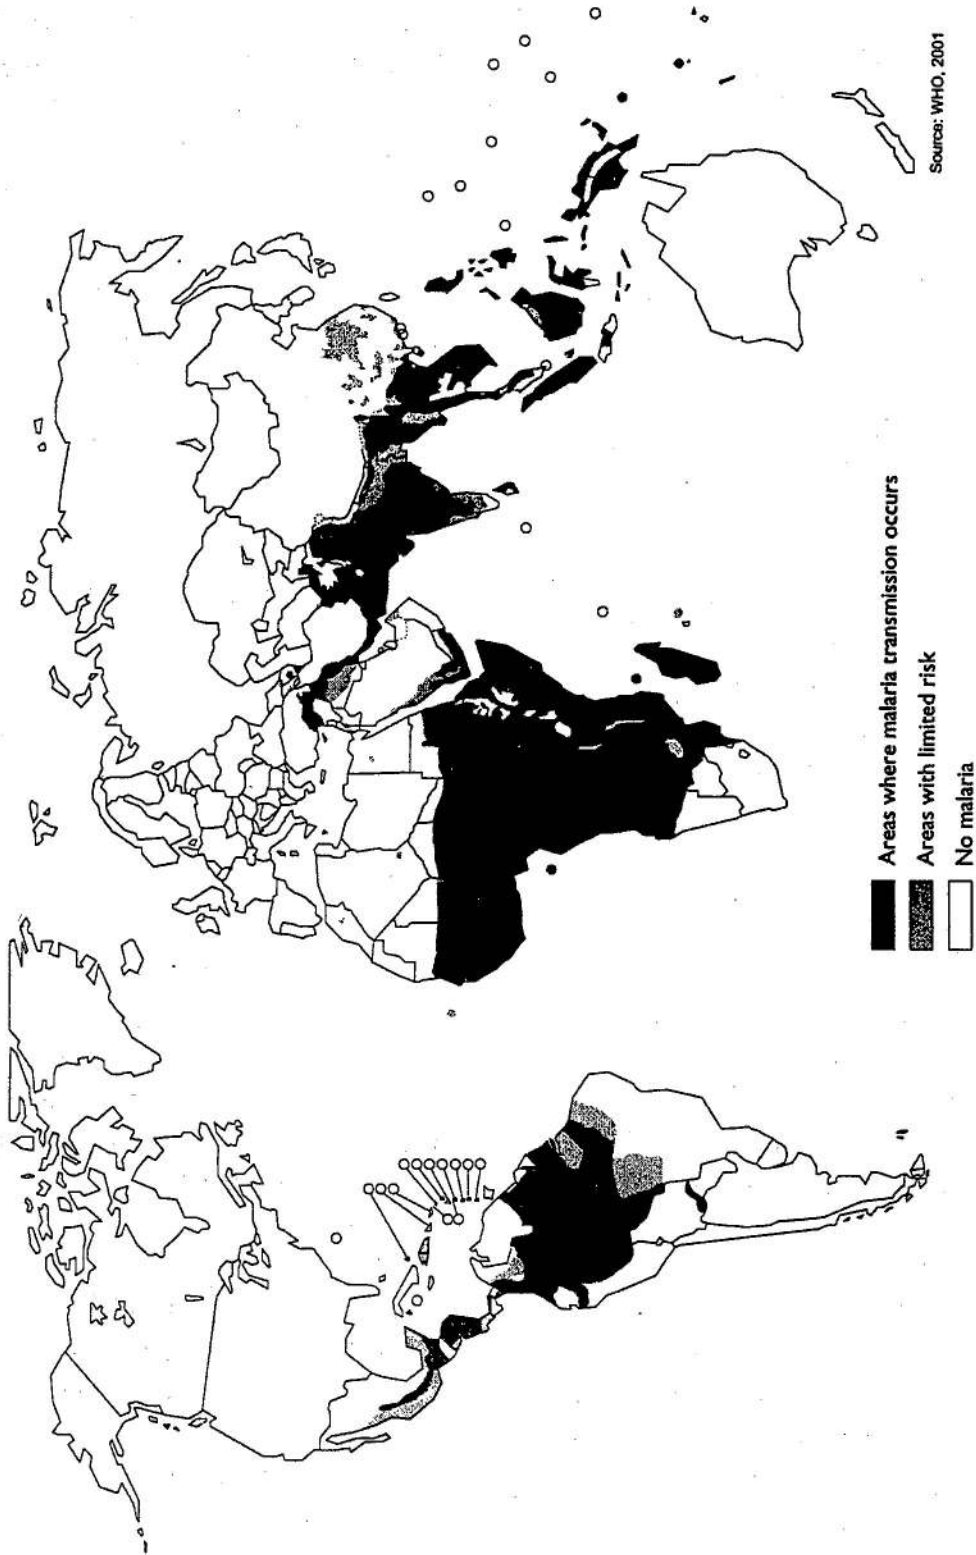 Areas where malaria transmission occurs
Areas with limited risk
No malaria
Source: WHO, 2001